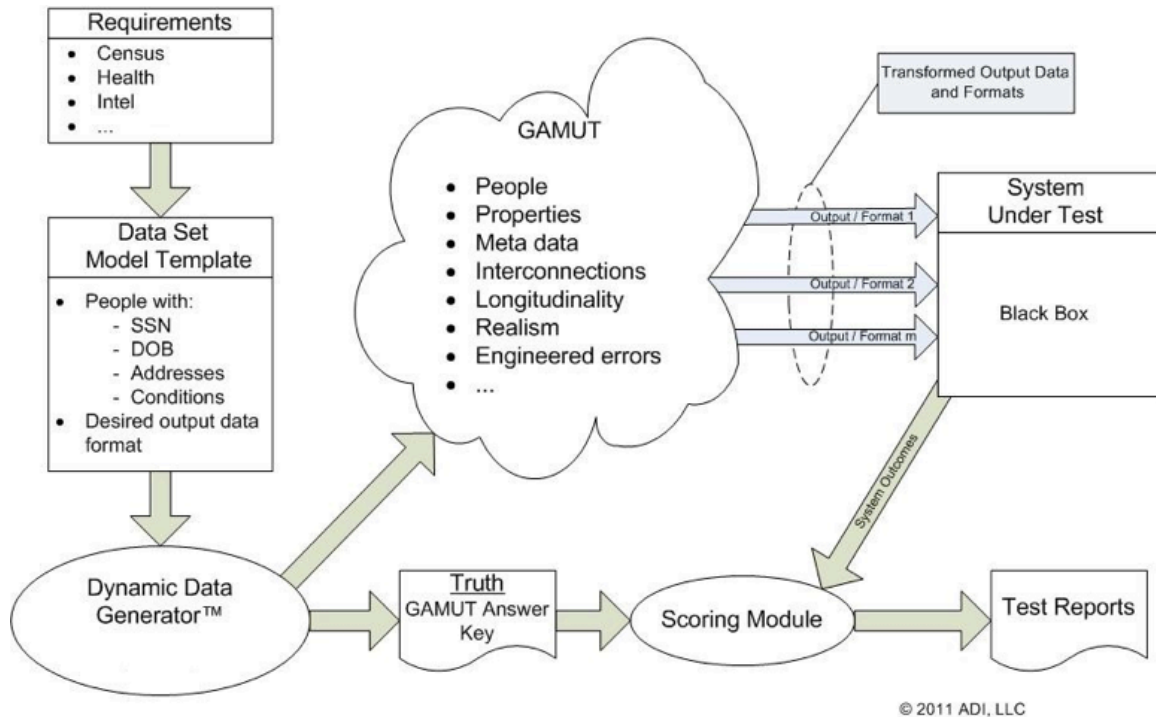 Requirements
• Census
• Health
• Intel
• ...
Data Set
Model Template
• People with:
- SSN
- DOB
- Addresses
- Conditions
• Desired output data
format
Dynamic Data
Generator™
GAMUT
• People
• Properties
• Meta data
• Interconnections
• Longitudinality
• Realism
• Engineered errors
• ...
Transformed Output Data
and Formats
Output / Format 1
Output / Format 2
Output / Format m
System
Under Test
Black Box
System Outcomes
Truth
GAMUT Answer
Key
Scoring Module
Test Reports
© 2011 ADI, LLC